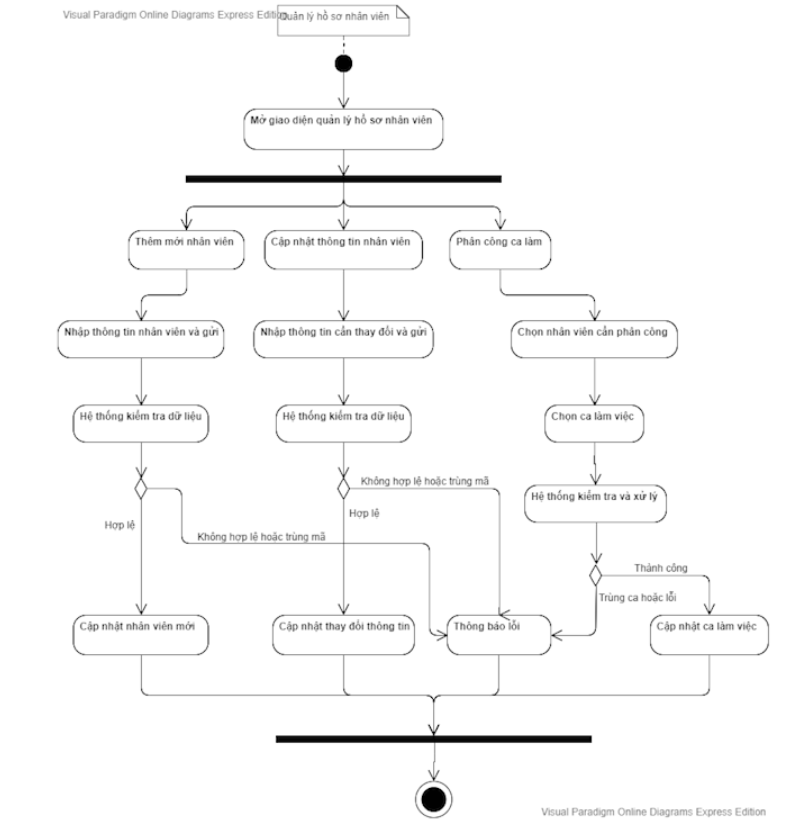 Visual Paradigm Online Diagrams Express Edition
Quản lý hồ sơ nhân viên
Mở giao diện quản lý hồ sơ nhân viên
Thêm mới nhân viên
Cập nhật thông tin nhân viên
Phân công ca làm
Nhập thông tin nhân viên và gửi
Nhập thông tin cần thay đổi và gửi
Chọn nhân viên cần phân công
Hệ thống kiểm tra dữ liệu
Hệ thống kiểm tra dữ liệu
Chọn ca làm việc
Không hợp lệ hoặc trùng mã
Hệ thống kiểm tra và xử lý
Hợp lệ
Hợp lệ
Không hợp lệ hoặc trùng mã
Thành công
Trùng ca hoặc lỗi
Cập nhật nhân viên mới
Cập nhật thay đổi thông tin
Thông báo lỗi
Cập nhật ca làm việc
Visual Paradigm Online Diagrams Express Edition